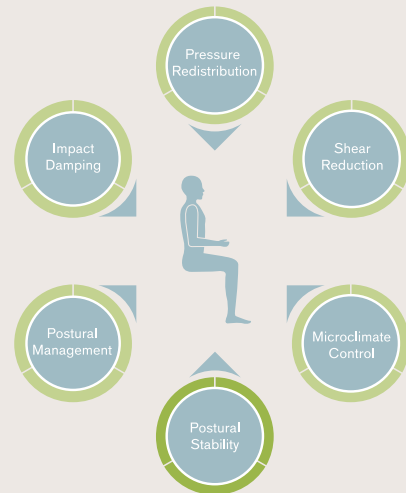 Pressure
Redistribution
Impact
Damping
Shear
Reduction
Postural
Management
Microclimate
Control
Postural
Stability